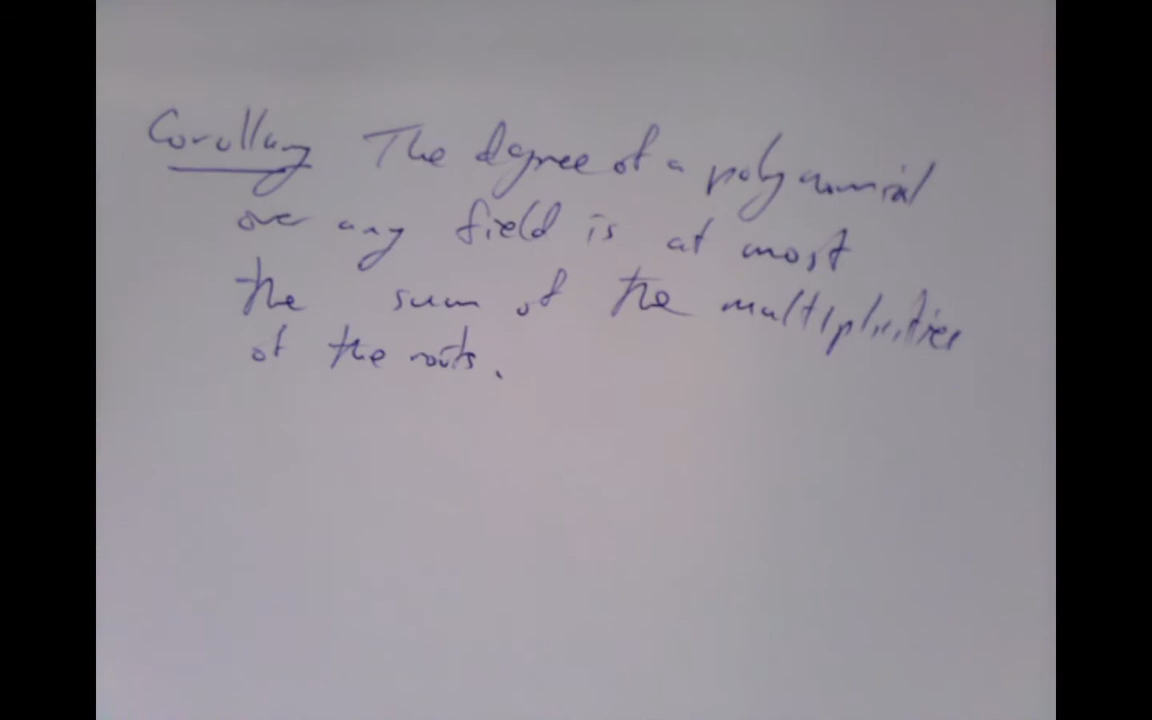 Corollary The degree of a polynomial
over any field is at most
the sum of the multiplicities
of the roots.